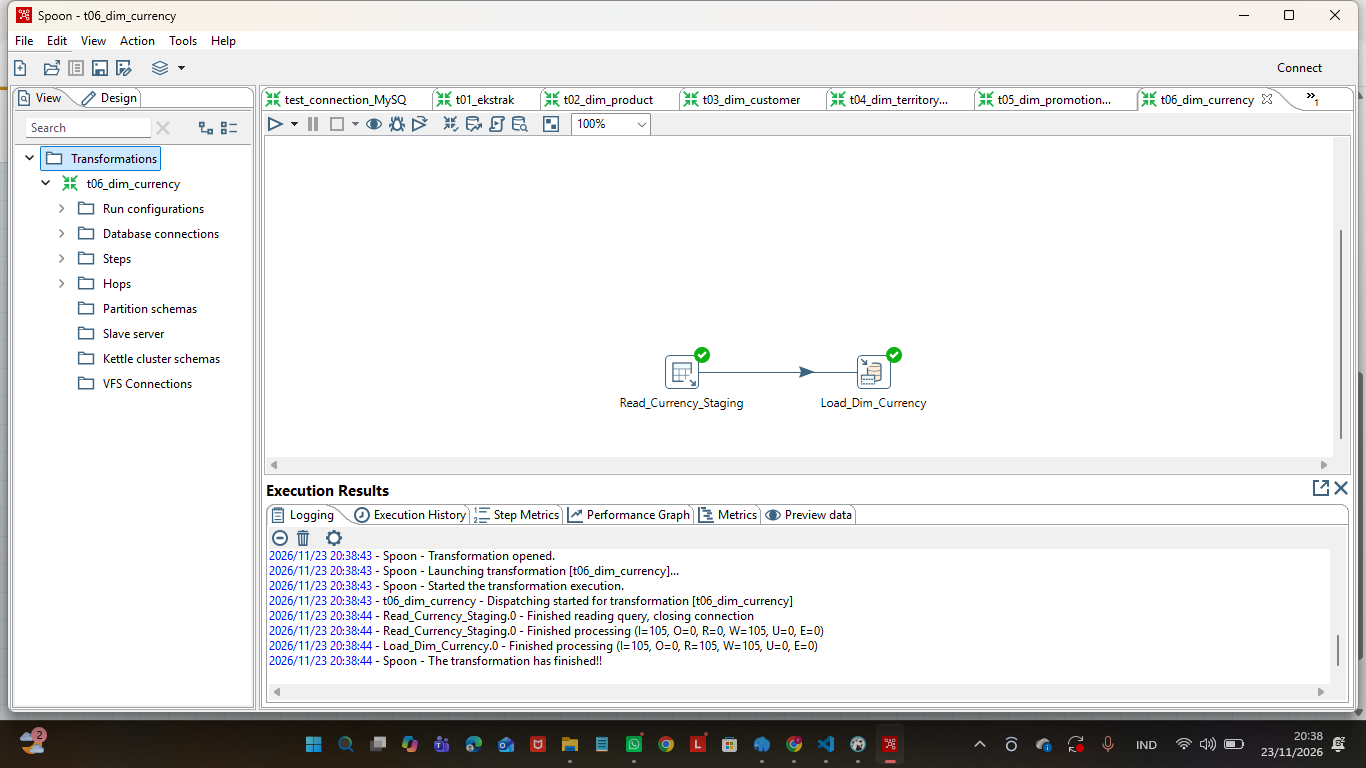 Spoon - t06_dim_currency
File Edit View Action Tools Help
Connect
View Design
Search
Transformations
t06_dim_currency
Run configurations
Database connections
Steps
Hops
Partition schemas
Slave server
Kettle cluster schemas
VFS Connections
test_connection_MySQ t01_ekstrak t02_dim_product t03_dim_customer t04_dim_territory... t05_dim_promotion... t06_dim_currency »1
100%
Read_Currency_Staging Load_Dim_Currency
Execution Results
Logging Execution History Step Metrics Performance Graph Metrics Preview data
2026/11/23 20:38:43 - Spoon - Transformation opened.
2026/11/23 20:38:43 - Spoon - Launching transformation [t06_dim_currency]...
2026/11/23 20:38:43 - Spoon - Started the transformation execution.
2026/11/23 20:38:43 - t06_dim_currency - Dispatching started for transformation [t06_dim_currency]
2026/11/23 20:38:44 - Read_Currency_Staging.0 - Finished reading query, closing connection
2026/11/23 20:38:44 - Read_Currency_Staging.0 - Finished processing (I=105, O=0, R=0, W=105, U=0, E=0)
2026/11/23 20:38:44 - Load_Dim_Currency.0 - Finished processing (I=105, O=0, R=105, W=105, U=0, E=0)
2026/11/23 20:38:44 - Spoon - The transformation has finished!!
2
L
IND
20:38
23/11/2026